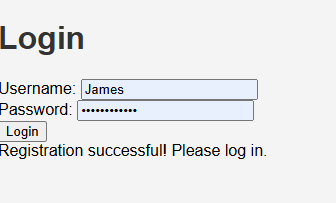 Login
Username: James
Password: ••••••••••••
Login
Registration successful! Please log in.